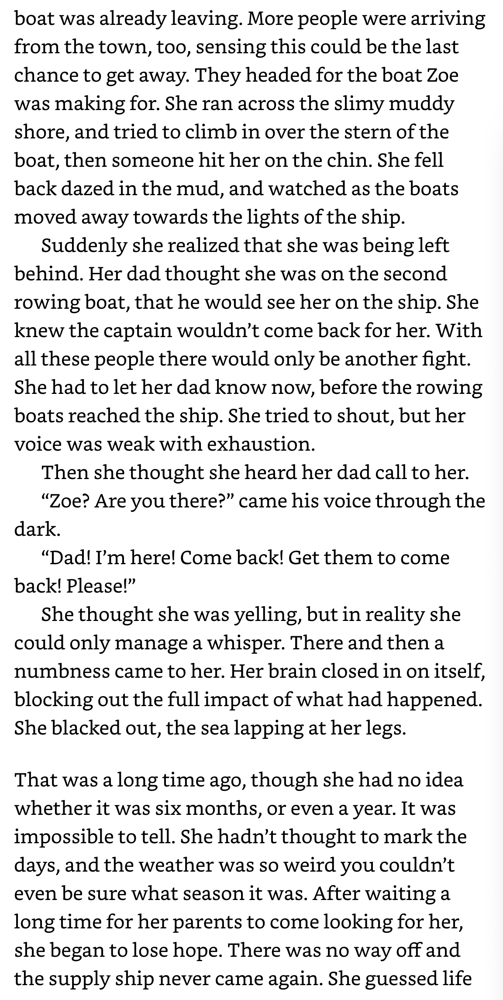 boat was already leaving. More people were arriving
from the town, too, sensing this could be the last
chance to get away. They headed for the boat Zoe
was making for. She ran across the slimy muddy
shore, and tried to climb in over the stern of the
boat, then someone hit her on the chin. She fell
back dazed in the mud, and watched as the boats
moved away towards the lights of the ship.
Suddenly she realized that she was being left
behind. Her dad thought she was on the second
rowing boat, that he would see her on the ship. She
knew the captain wouldn’t come back for her. With
all these people there would only be another fight.
She had to let her dad know now, before the rowing
boats reached the ship. She tried to shout, but her
voice was weak with exhaustion.
Then she thought she heard her dad call to her.
“Zoe? Are you there?” came his voice through the
dark.
“Dad! I’m here! Come back! Get them to come
back! Please!”
She thought she was yelling, but in reality she
could only manage a whisper. There and then a
numbness came to her. Her brain closed in on itself,
blocking out the full impact of what had happened.
She blacked out, the sea lapping at her legs.
That was a long time ago, though she had no idea
whether it was six months, or even a year. It was
impossible to tell. She hadn’t thought to mark the
days, and the weather was so weird you couldn’t
even be sure what season it was. After waiting a
long time for her parents to come looking for her,
she began to lose hope. There was no way off and
the supply ship never came again. She guessed life